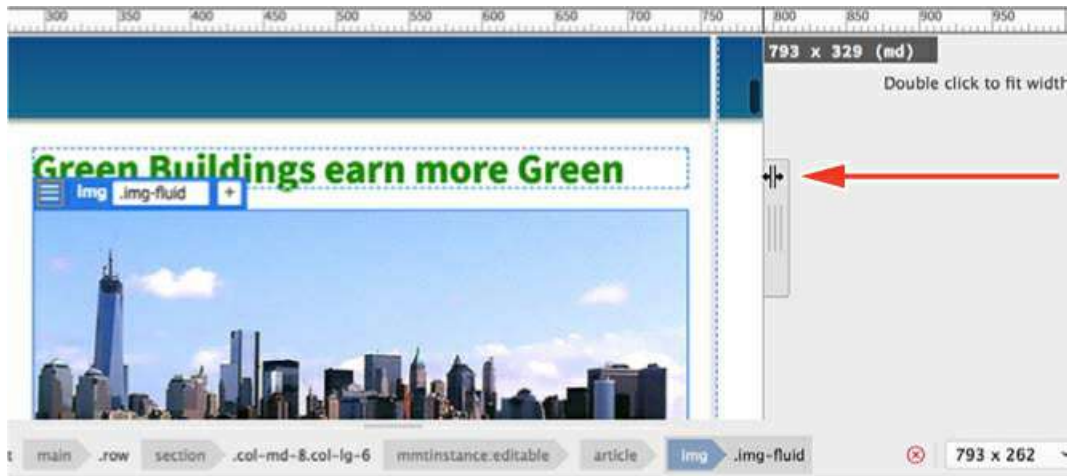 300 350 400 450 500 550 600 650 700 750 800 850 900 950
793 x 329 (md)
Double click to fit width
Green Buildings earn more Green
Img .img-fluid +
main .row section .col-md-8.col-lg-6 mmtinstance:editable article Img .img-fluid 793 x 262